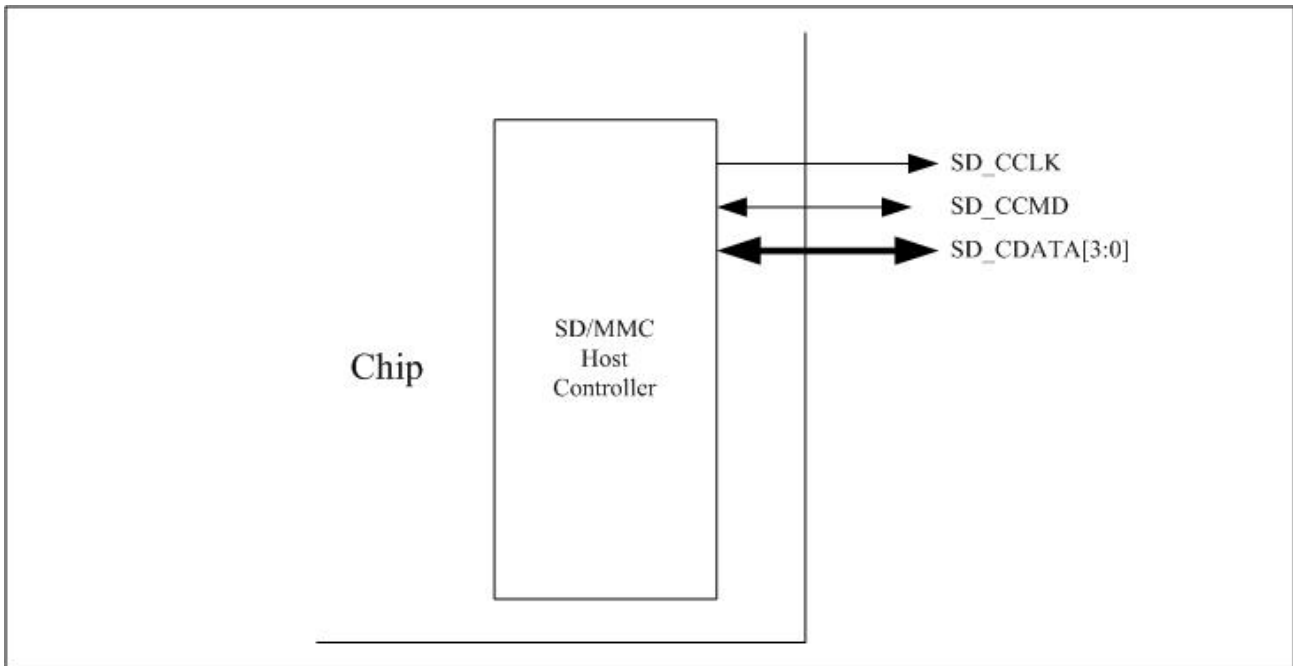 SD_CCLK
SD_CCMD
SD_CDATA[3:0]
SD/MMC
Host
Controller
Chip